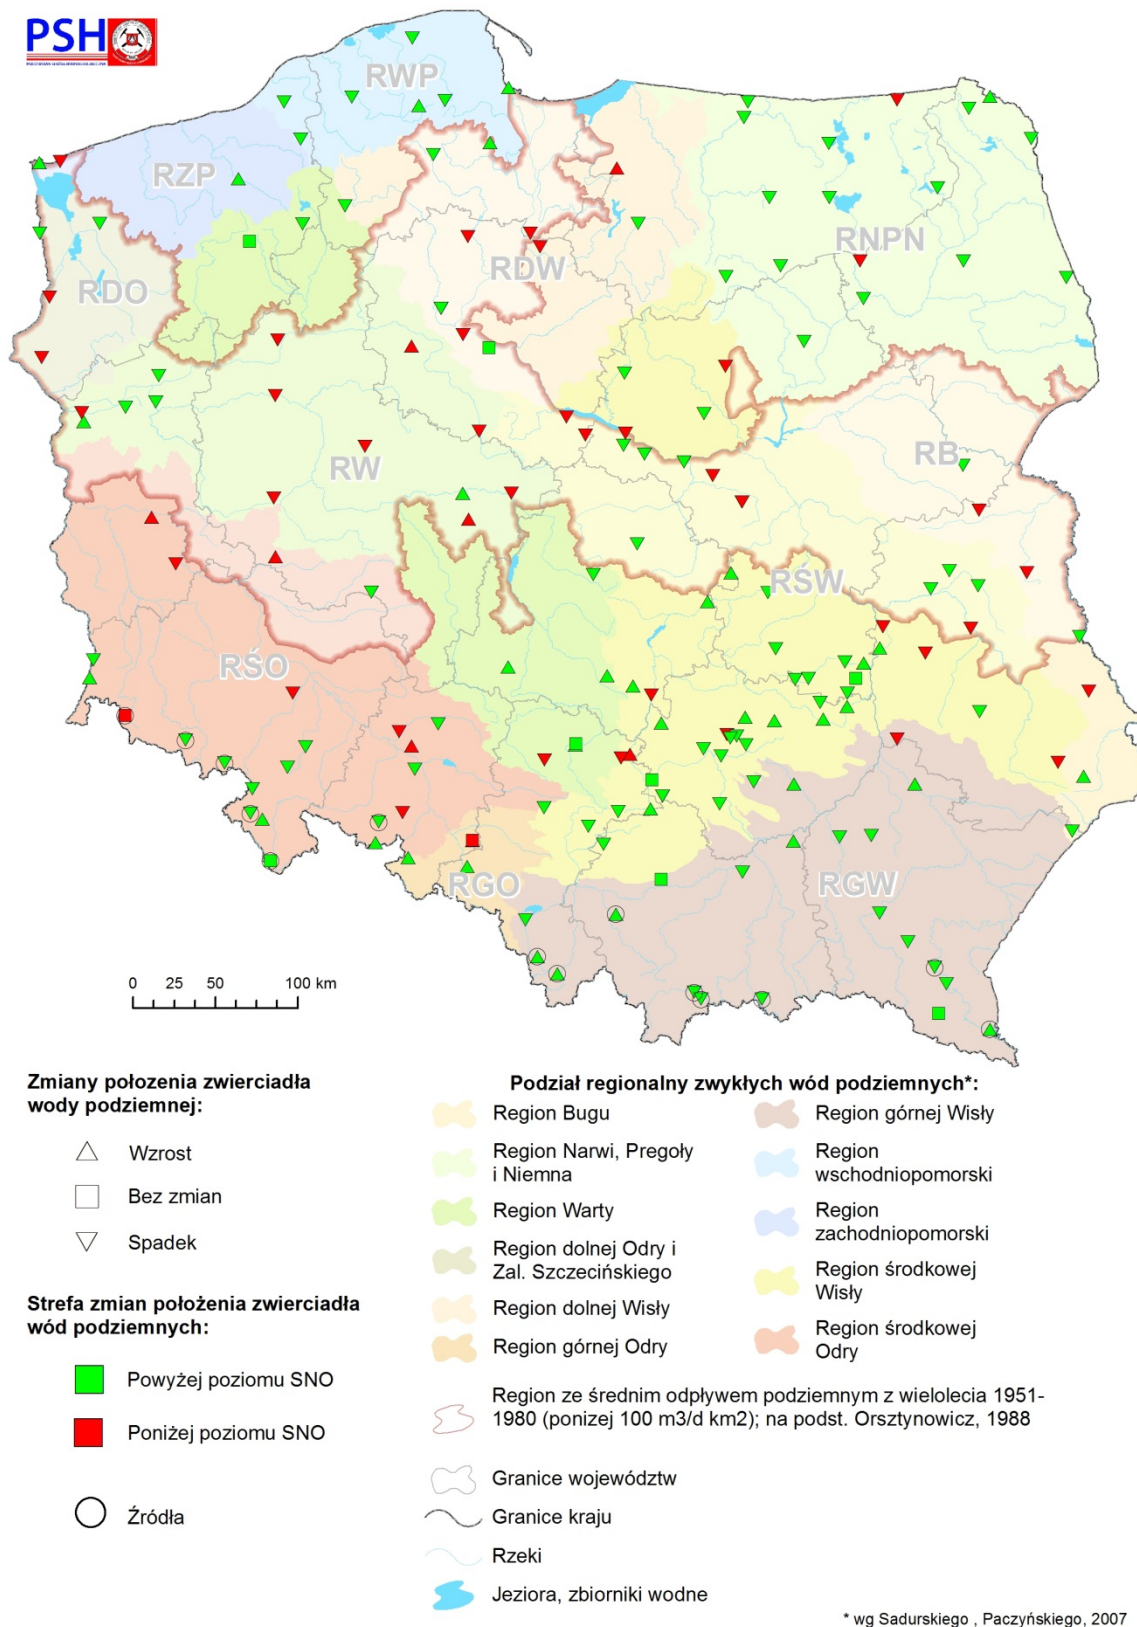 PSH
RWP
RZP
RNPN
RDW
RDO
RW
RB
RŚW
RŚO
RGO
RGW
0 25 50 100 km
Zmiany położenia zwierciadła
wody podziemnej:
Wzrost
Bez zmian
Spadek
Strefa zmian położenia zwierciadła
wód podziemnych:
Powyżej poziomu SNO
Poniżej poziomu SNO
Źródła
Podział regionalny zwykłych wód podziemnych*:
Region Bugu
Region Narwi, Pregoły
i Niemna
Region Warty
Region dolnej Odry i
Zal. Szczecińskiego
Region dolnej Wisły
Region górnej Odry
Region górnej Wisły
Region
wschodniopomorski
Region
zachodniopomorski
Region środkowej
Wisły
Region środkowej
Odry
Region ze średnim odpływem podziemnym z wielolecia 1951-
1980 (ponizej 100 m3/d km2); na podst. Orsztynowicz, 1988
Granice województw
Granice kraju
Rzeki
Jeziora, zbiorniki wodne
* wg Sadurskiego , Paczyńskiego, 2007